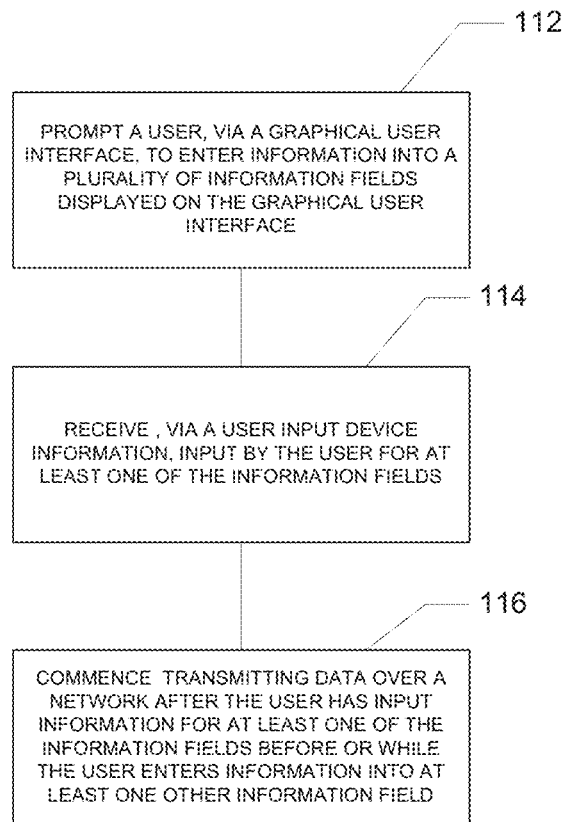 112
PROMPT A USER, VIA A GRAPHICAL USER
INTERFACE, TO ENTER INFORMATION INTO A
PLURALITY OF INFORMATION FIELDS
DISPLAYED ON THE GRAPHICAL USER
INTERFACE
114
RECEIVE , VIA A USER INPUT DEVICE
INFORMATION, INPUT BY THE USER FOR AT
LEAST ONE OF THE INFORMATION FIELDS
116
COMMENCE TRANSMITTING DATA OVER A
NETWORK AFTER THE USER HAS INPUT
INFORMATION FOR AT LEAST ONE OF THE
INFORMATION FIELDS BEFORE OR WHILE
THE USER ENTERS INFORMATION INTO AT
LEAST ONE OTHER INFORMATION FIELD